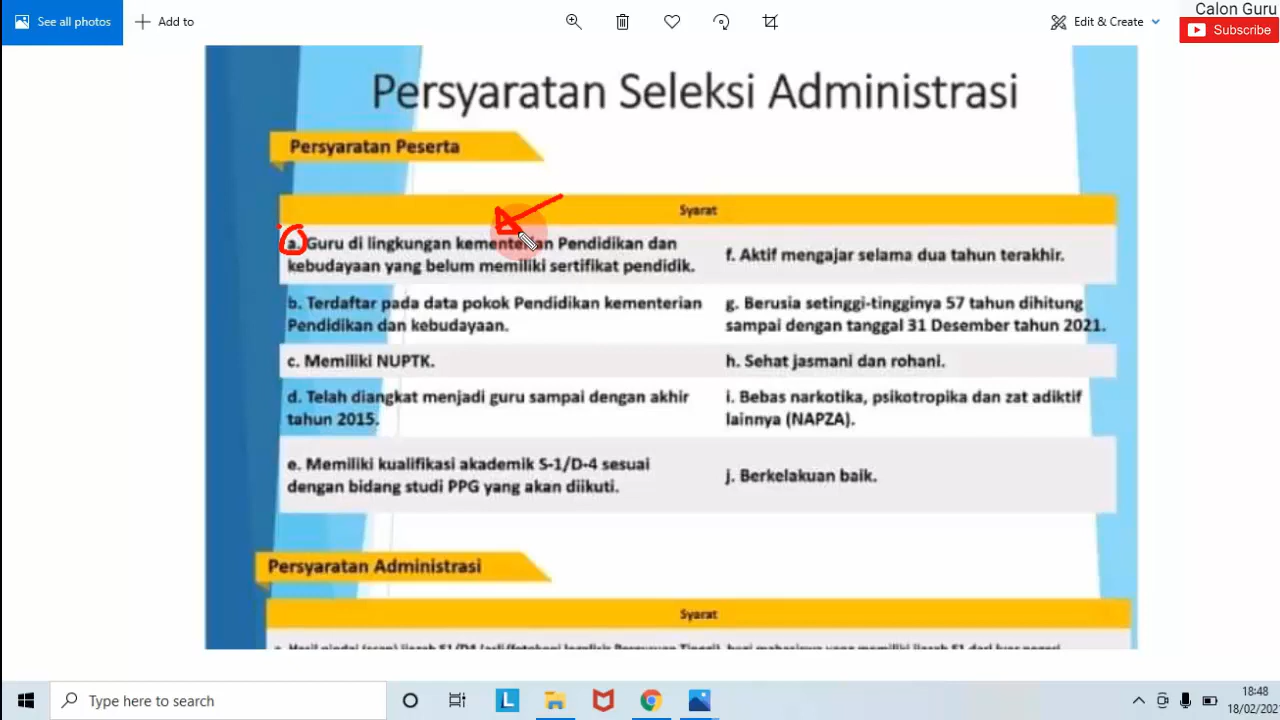 See all photos
Add to
Edit & Create
Calon Guru
Subscribe
Persyaratan Seleksi Administrasi
Persyaratan Peserta
Syarat
a. Guru di lingkungan kementerian Pendidikan dan
kebudayaan yang belum memiliki sertifikat pendidik.
f. Aktif mengajar selama dua tahun terakhir.
b. Terdaftar pada data pokok Pendidikan kementerian
Pendidikan dan kebudayaan.
g. Berusia setinggi-tingginya 57 tahun dihitung
sampai dengan tanggal 31 Desember tahun 2021.
c. Memiliki NUPTK.
h. Sehat jasmani dan rohani.
d. Telah diangkat menjadi guru sampai dengan akhir
tahun 2015.
i. Bebas narkotika, psikotropika dan zat adiktif
lainnya (NAPZA).
e. Memiliki kualifikasi akademik S-1/D-4 sesuai
dengan bidang studi PPG yang akan diikuti.
j. Berkelakuan baik.
Persyaratan Administrasi
Syarat
Type here to search
L
18:48
18/02/202